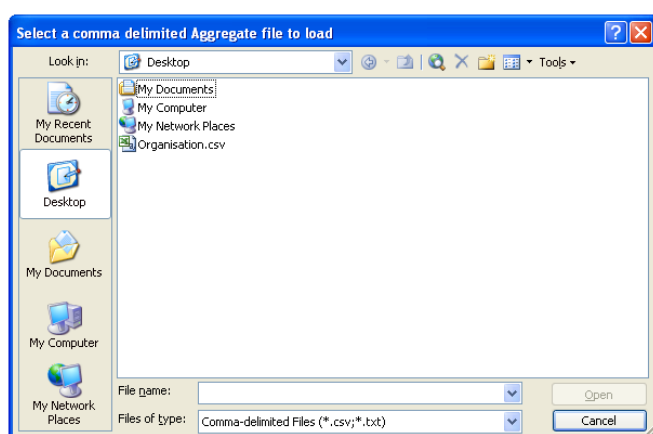 Select a comma delimited Aggregate file to load
Look in:
Desktop
Tools
My Documents
My Computer
My Network Places
Organisation.csv
My Recent
Documents
Desktop
My Documents
My Computer
My Network
Places
File name:
Open
Files of type:
Comma-delimited Files (*.csv;*.txt)
Cancel